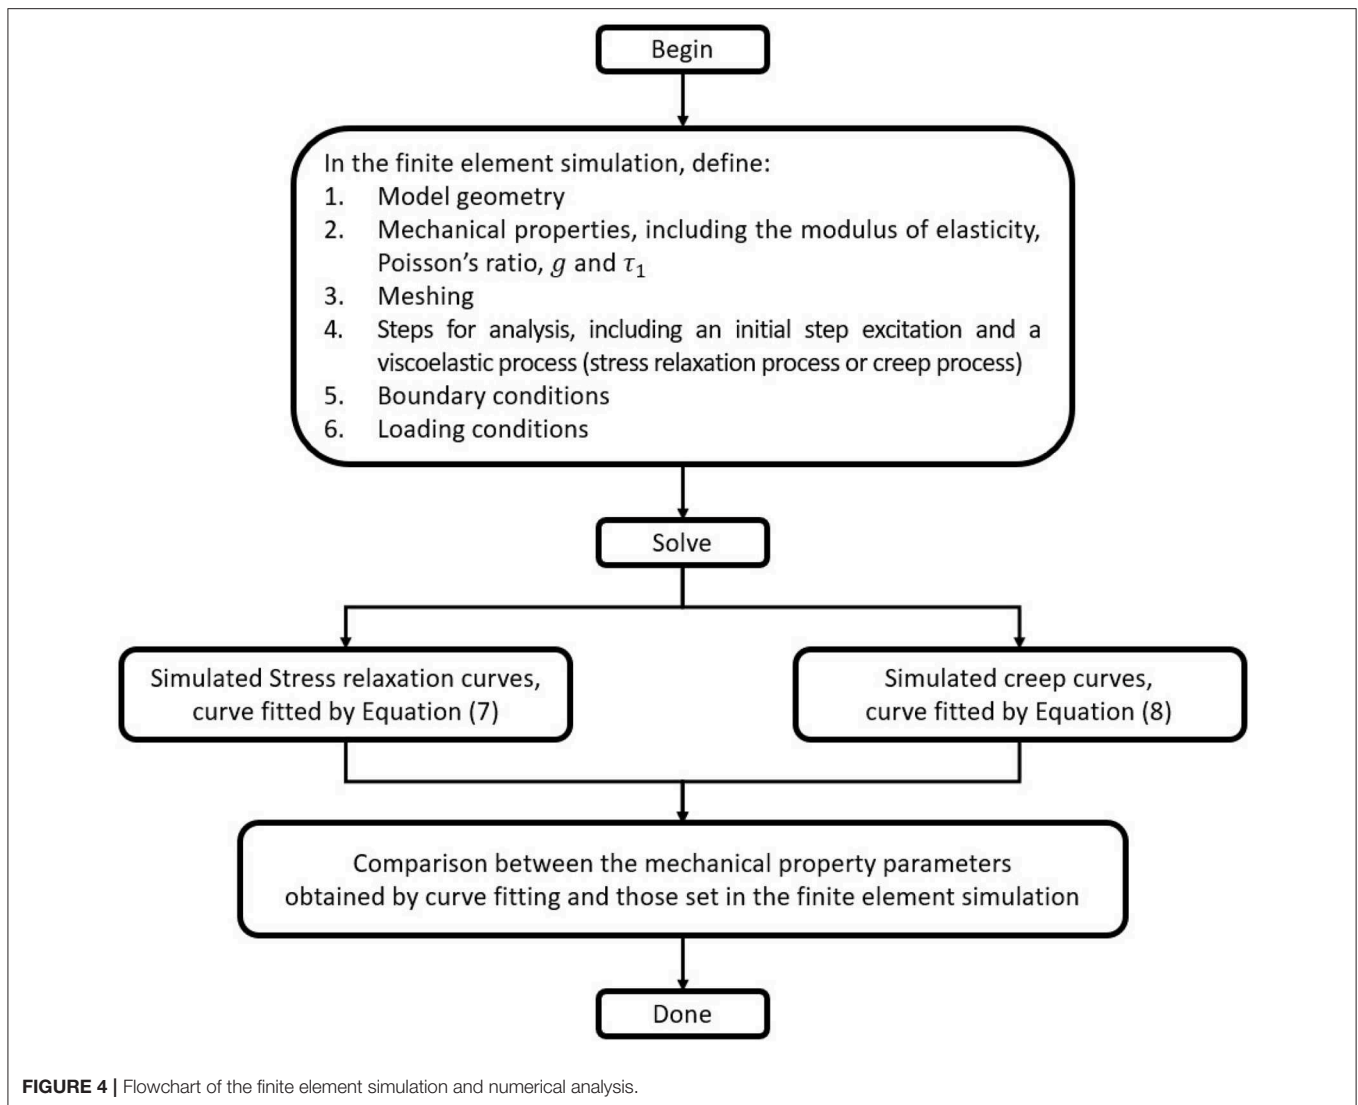 Begin
In the finite element simulation, define:
1. Model geometry
2. Mechanical properties, including the modulus of elasticity,
Poisson’s ratio, g and τ₁
3. Meshing
4. Steps for analysis, including an initial step excitation and a
viscoelastic process (stress relaxation process or creep process)
5. Boundary conditions
6. Loading conditions
Solve
Simulated Stress relaxation curves,
curve fitted by Equation (7)
Simulated creep curves,
curve fitted by Equation (8)
Comparison between the mechanical property parameters
obtained by curve fitting and those set in the finite element simulation
Done
FIGURE 4 | Flowchart of the finite element simulation and numerical analysis.